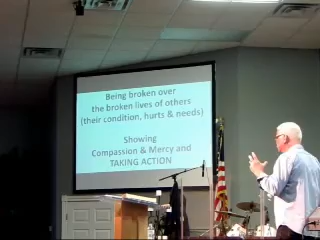 Being broken over
the broken lives of others
(their condition, hurts & needs)
Showing
Compassion & Mercy and
TAKING ACTION